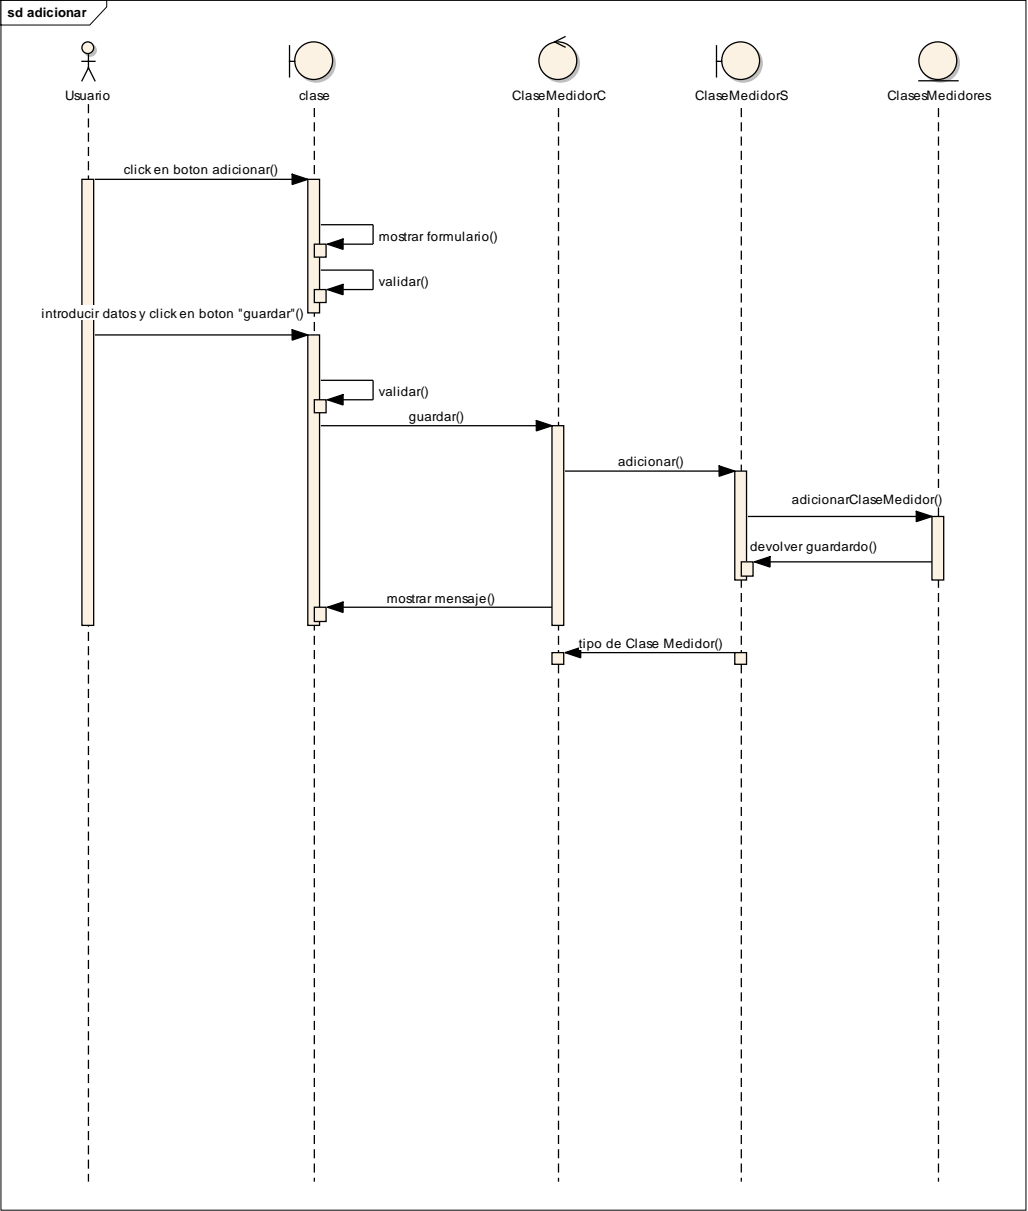 sd adicionar
Usuario
clase
ClaseMedidorC
ClaseMedidorS
ClasesMedidores
click en boton adicionar()
mostrar formulario()
validar()
introducir datos y click en boton "guardar"()
validar()
guardar()
adicionar()
adicionarClaseMedidor()
devolver guardardo()
mostrar mensaje()
tipo de Clase Medidor()